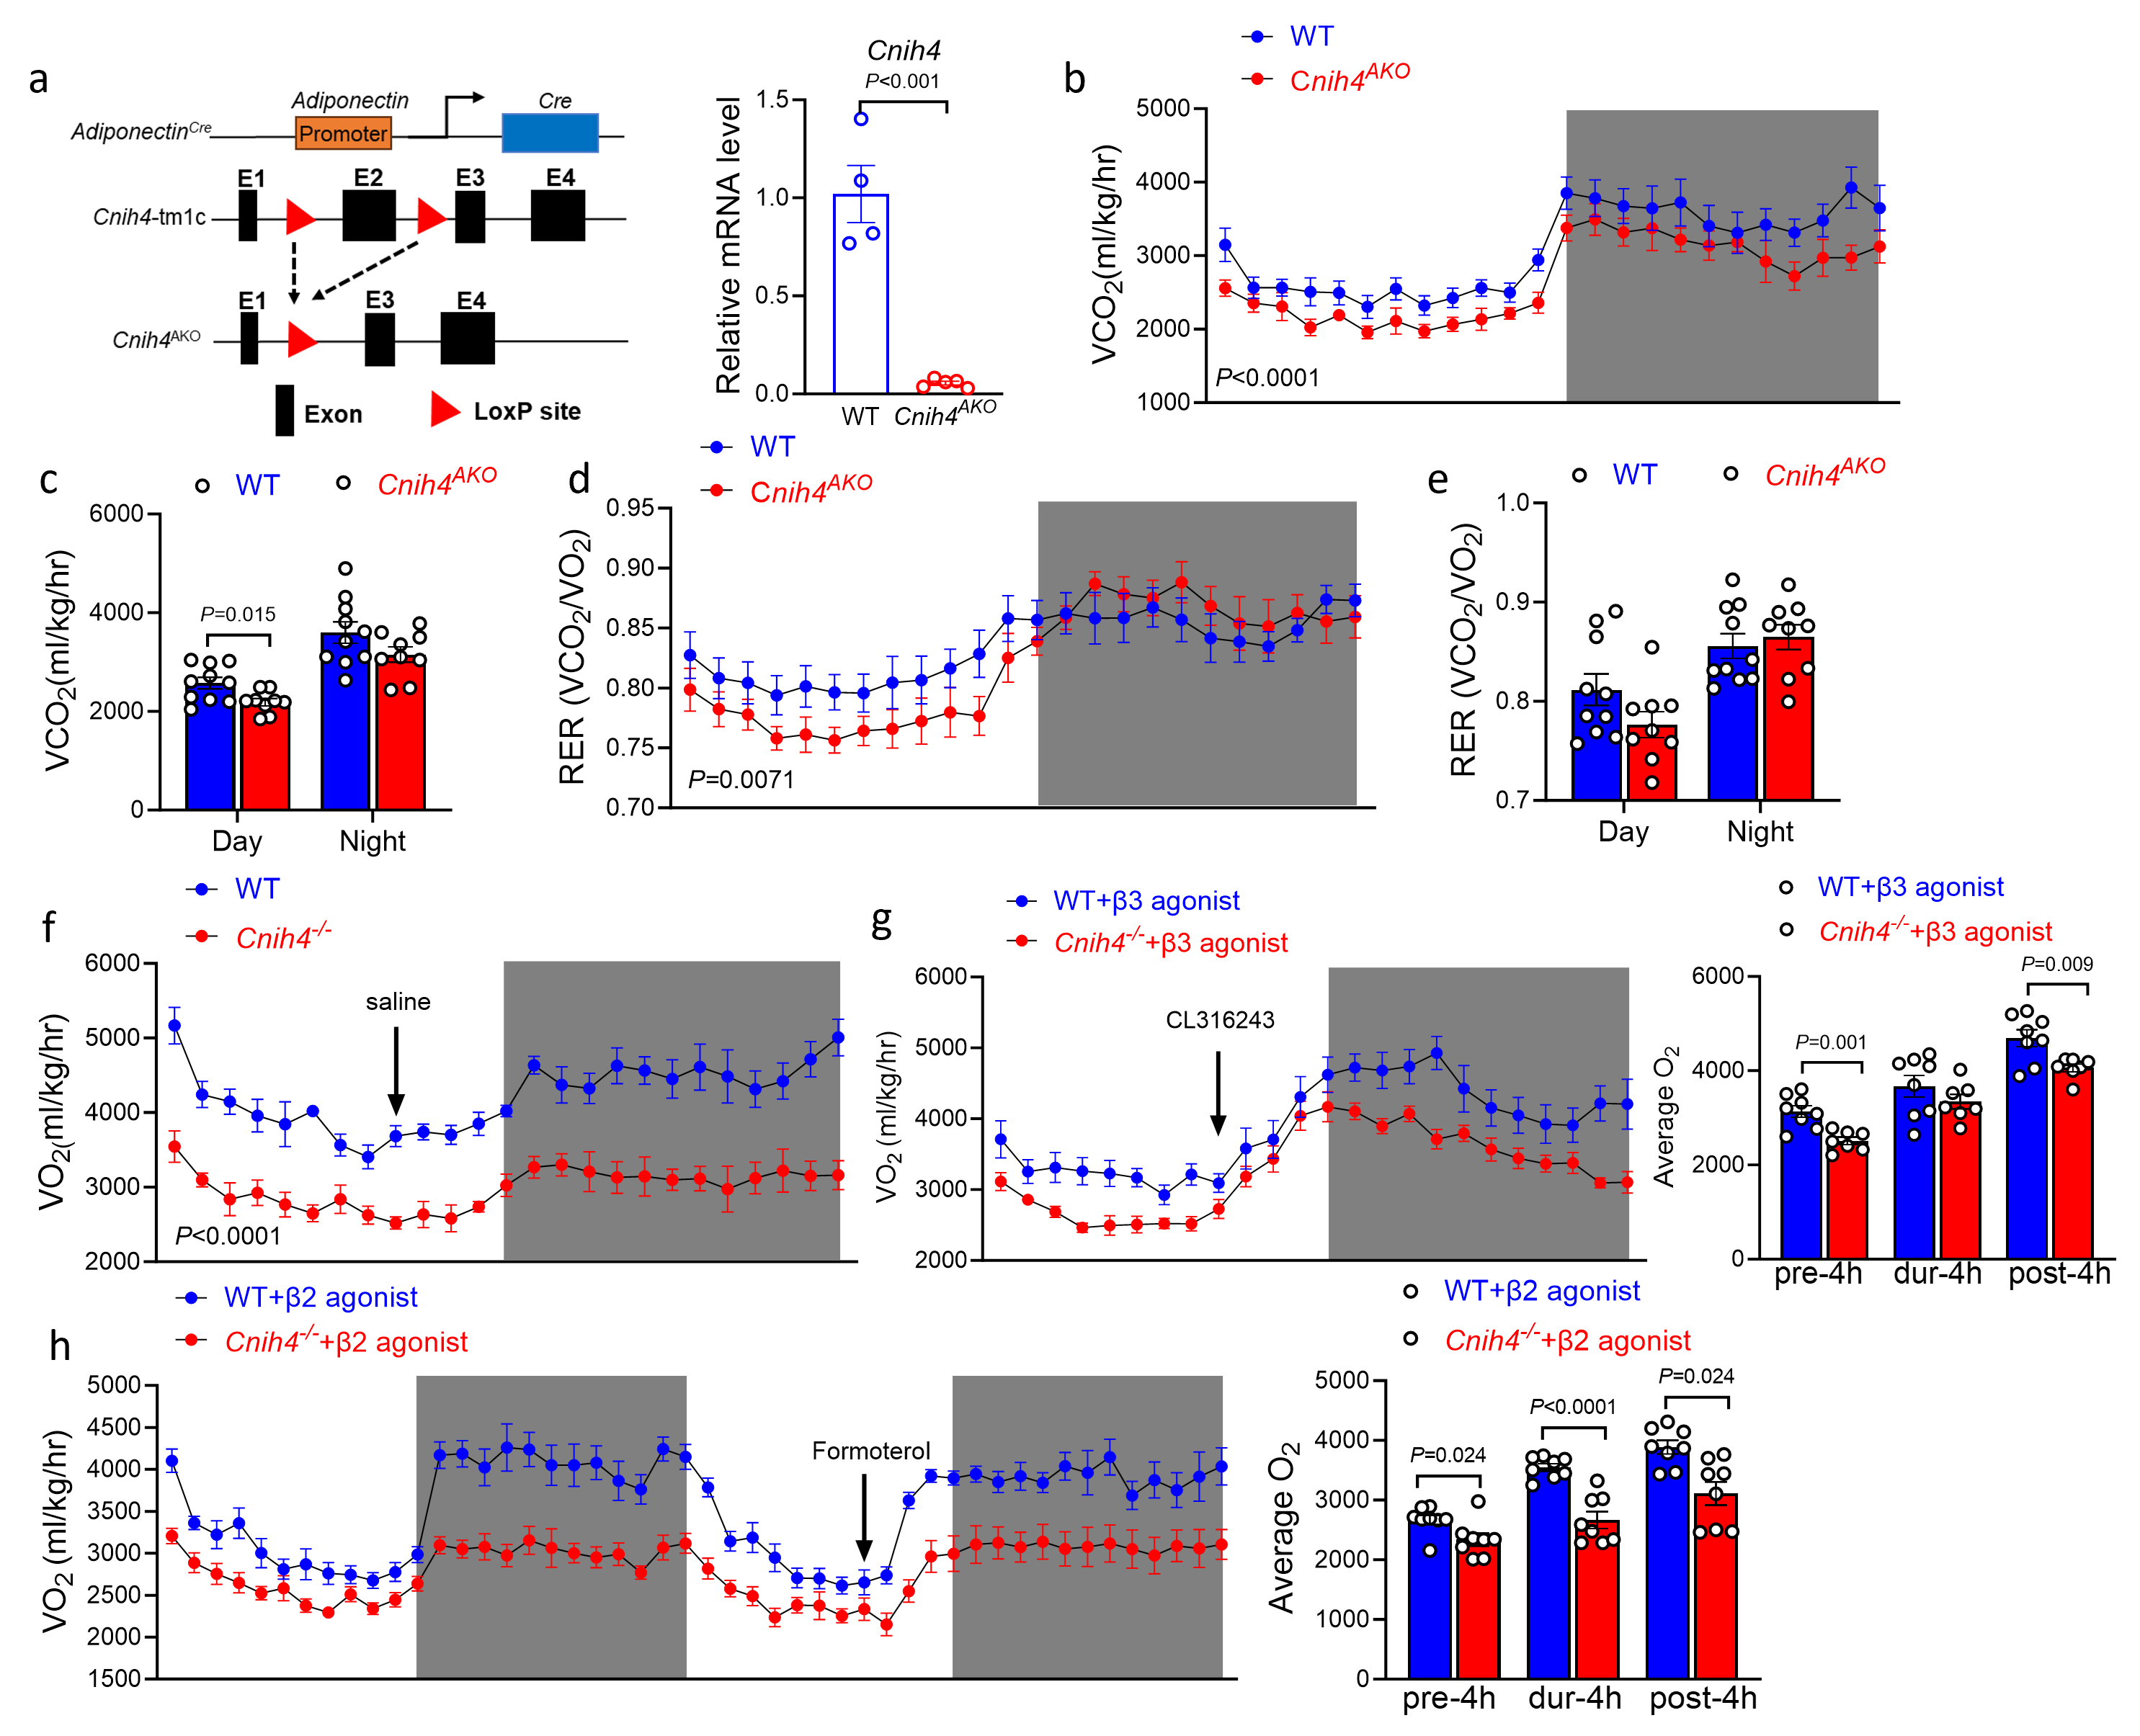 a
Adiponectin
Cre
Adiponectin^Cre
Promoter
E1 E2 E3 E4
Cnih4-tm1c
E1 E3 E4
Cnih4^AKO
Exon LoxP site
Cnih4
P<0.001
Relative mRNA level
1.5
1.0
0.5
0.0
WT Cnih4^AKO
b
WT
Cnih4^AKO
VCO2(ml/kg/hr)
5000
4000
3000
2000
1000
P<0.0001
c
WT Cnih4^AKO
VCO2(ml/kg/hr)
6000
4000
2000
0
P=0.015
Day Night
d
WT
Cnih4^AKO
RER (VCO2/VO2)
0.95
0.90
0.85
0.80
0.75
0.70
P=0.0071
e
WT Cnih4^AKO
RER (VCO2/VO2)
1.0
0.9
0.8
0.7
Day Night
f
WT
Cnih4^-/-
VO2(ml/kg/hr)
6000
5000
4000
3000
2000
saline
P<0.0001
g
WT+β3 agonist
Cnih4^-/-+β3 agonist
VO2 (ml/kg/hr)
6000
5000
4000
3000
2000
CL316243
WT+β3 agonist
Cnih4^-/-+β3 agonist
Average O2
6000
4000
2000
0
P=0.001
P=0.009
pre-4h dur-4h post-4h
h
WT+β2 agonist
Cnih4^-/-+β2 agonist
VO2 (ml/kg/hr)
5000
4500
4000
3500
3000
2500
2000
1500
Formoterol
WT+β2 agonist
Cnih4^-/-+β2 agonist
Average O2
5000
4000
3000
2000
1000
0
P=0.024
P<0.0001
P=0.024
pre-4h dur-4h post-4h